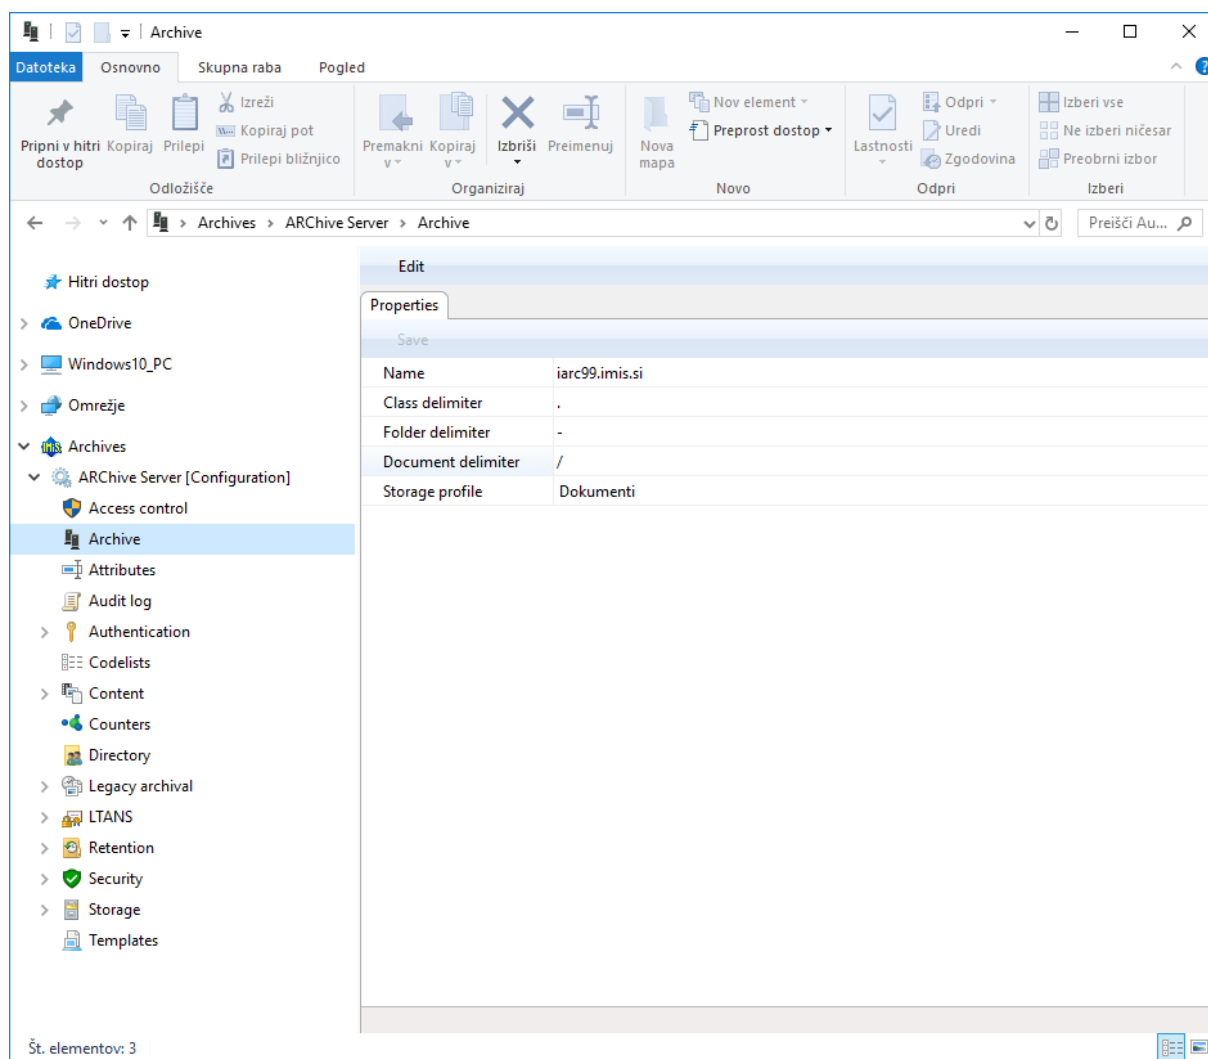 Archive
Datoteka Osnovno Skupna raba Pogled
Pripni v hitri dostop
Kopiraj
Prilepi
Izreži
Kopiraj pot
Prilepi bližnjico
Odložišče
Premakni v
Kopiraj v
Izbriši
Preimenuj
Organiziraj
Nova mapa
Nov element
Preprost dostop
Novo
Lastnosti
Odpri
Uredi
Zgodovina
Odpri
Izberi vse
Ne izberi ničesar
Preobrni izbor
Izberi
Archives > ARChive Server > Archive
Preišči Au...
Hitri dostop
OneDrive
Windows10_PC
Omrežje
Archives
ARChive Server [Configuration]
Access control
Archive
Attributes
Audit log
Authentication
Codelists
Content
Counters
Directory
Legacy archival
LTANS
Retention
Security
Storage
Templates
Edit
Properties
Save
Name iarc99.imis.si
Class delimiter .
Folder delimiter -
Document delimiter /
Storage profile Dokumenti
Št. elementov: 3